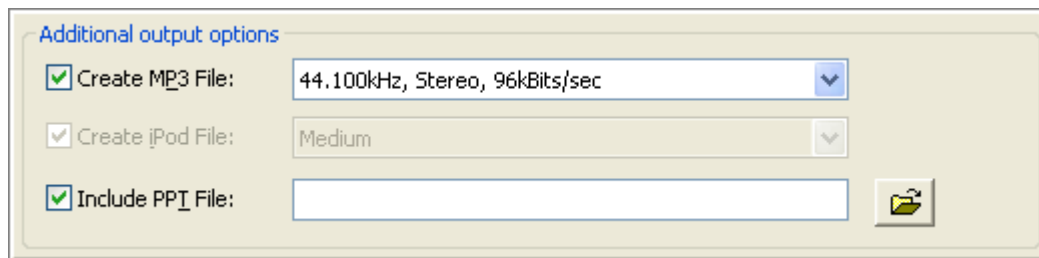 Additional output options
Create MP3 File: 44.100kHz, Stereo, 96kBits/sec
Create iPod File: Medium
Include PPT File: